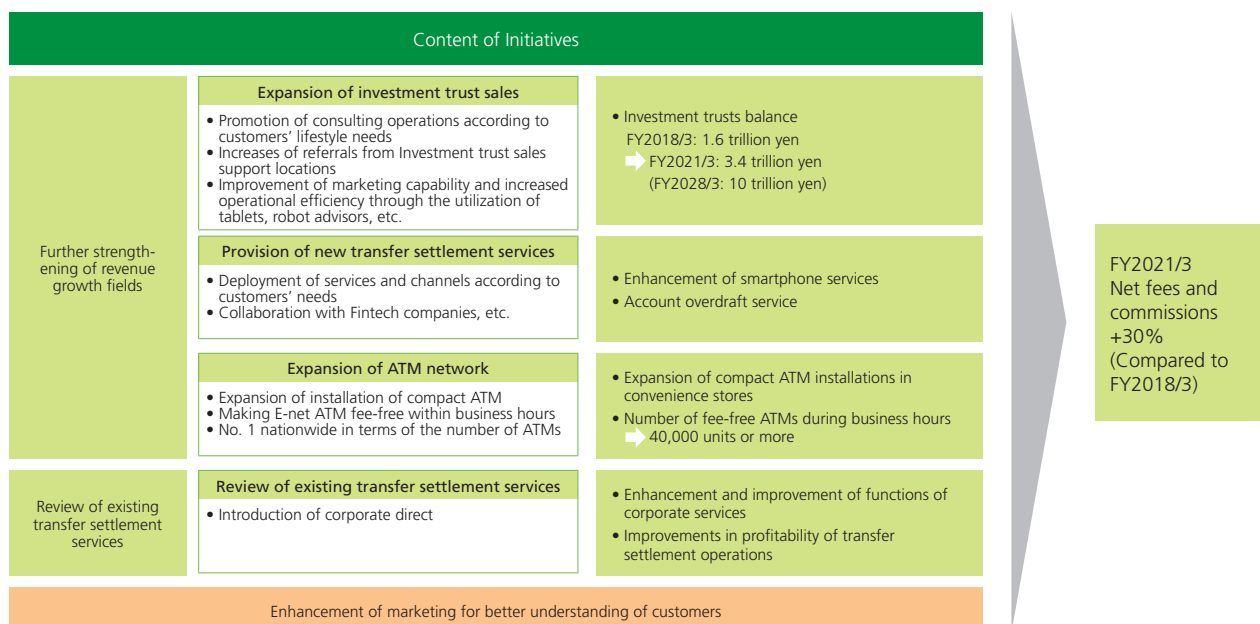 Content of Initiatives
Further strength-
ening of revenue
growth fields
Expansion of investment trust sales
• Promotion of consulting operations according to
customers’ lifestyle needs
• Increases of referrals from Investment trust sales
support locations
• Improvement of marketing capability and increased
operational efficiency through the utilization of
tablets, robot advisors, etc.
• Investment trusts balance
FY2018/3: 1.6 trillion yen
FY2021/3: 3.4 trillion yen
(FY2028/3: 10 trillion yen)
Provision of new transfer settlement services
• Deployment of services and channels according to
customers’ needs
• Collaboration with Fintech companies, etc.
• Enhancement of smartphone services
• Account overdraft service
Expansion of ATM network
• Expansion of installation of compact ATM
• Making E-net ATM fee-free within business hours
• No. 1 nationwide in terms of the number of ATMs
• Expansion of compact ATM installations in
convenience stores
• Number of fee-free ATMs during business hours
40,000 units or more
Review of existing
transfer settlement
services
Review of existing transfer settlement services
• Introduction of corporate direct
• Enhancement and improvement of functions of
corporate services
• Improvements in profitability of transfer
settlement operations
Enhancement of marketing for better understanding of customers
FY2021/3
Net fees and
commissions
+30%
(Compared to
FY2018/3)